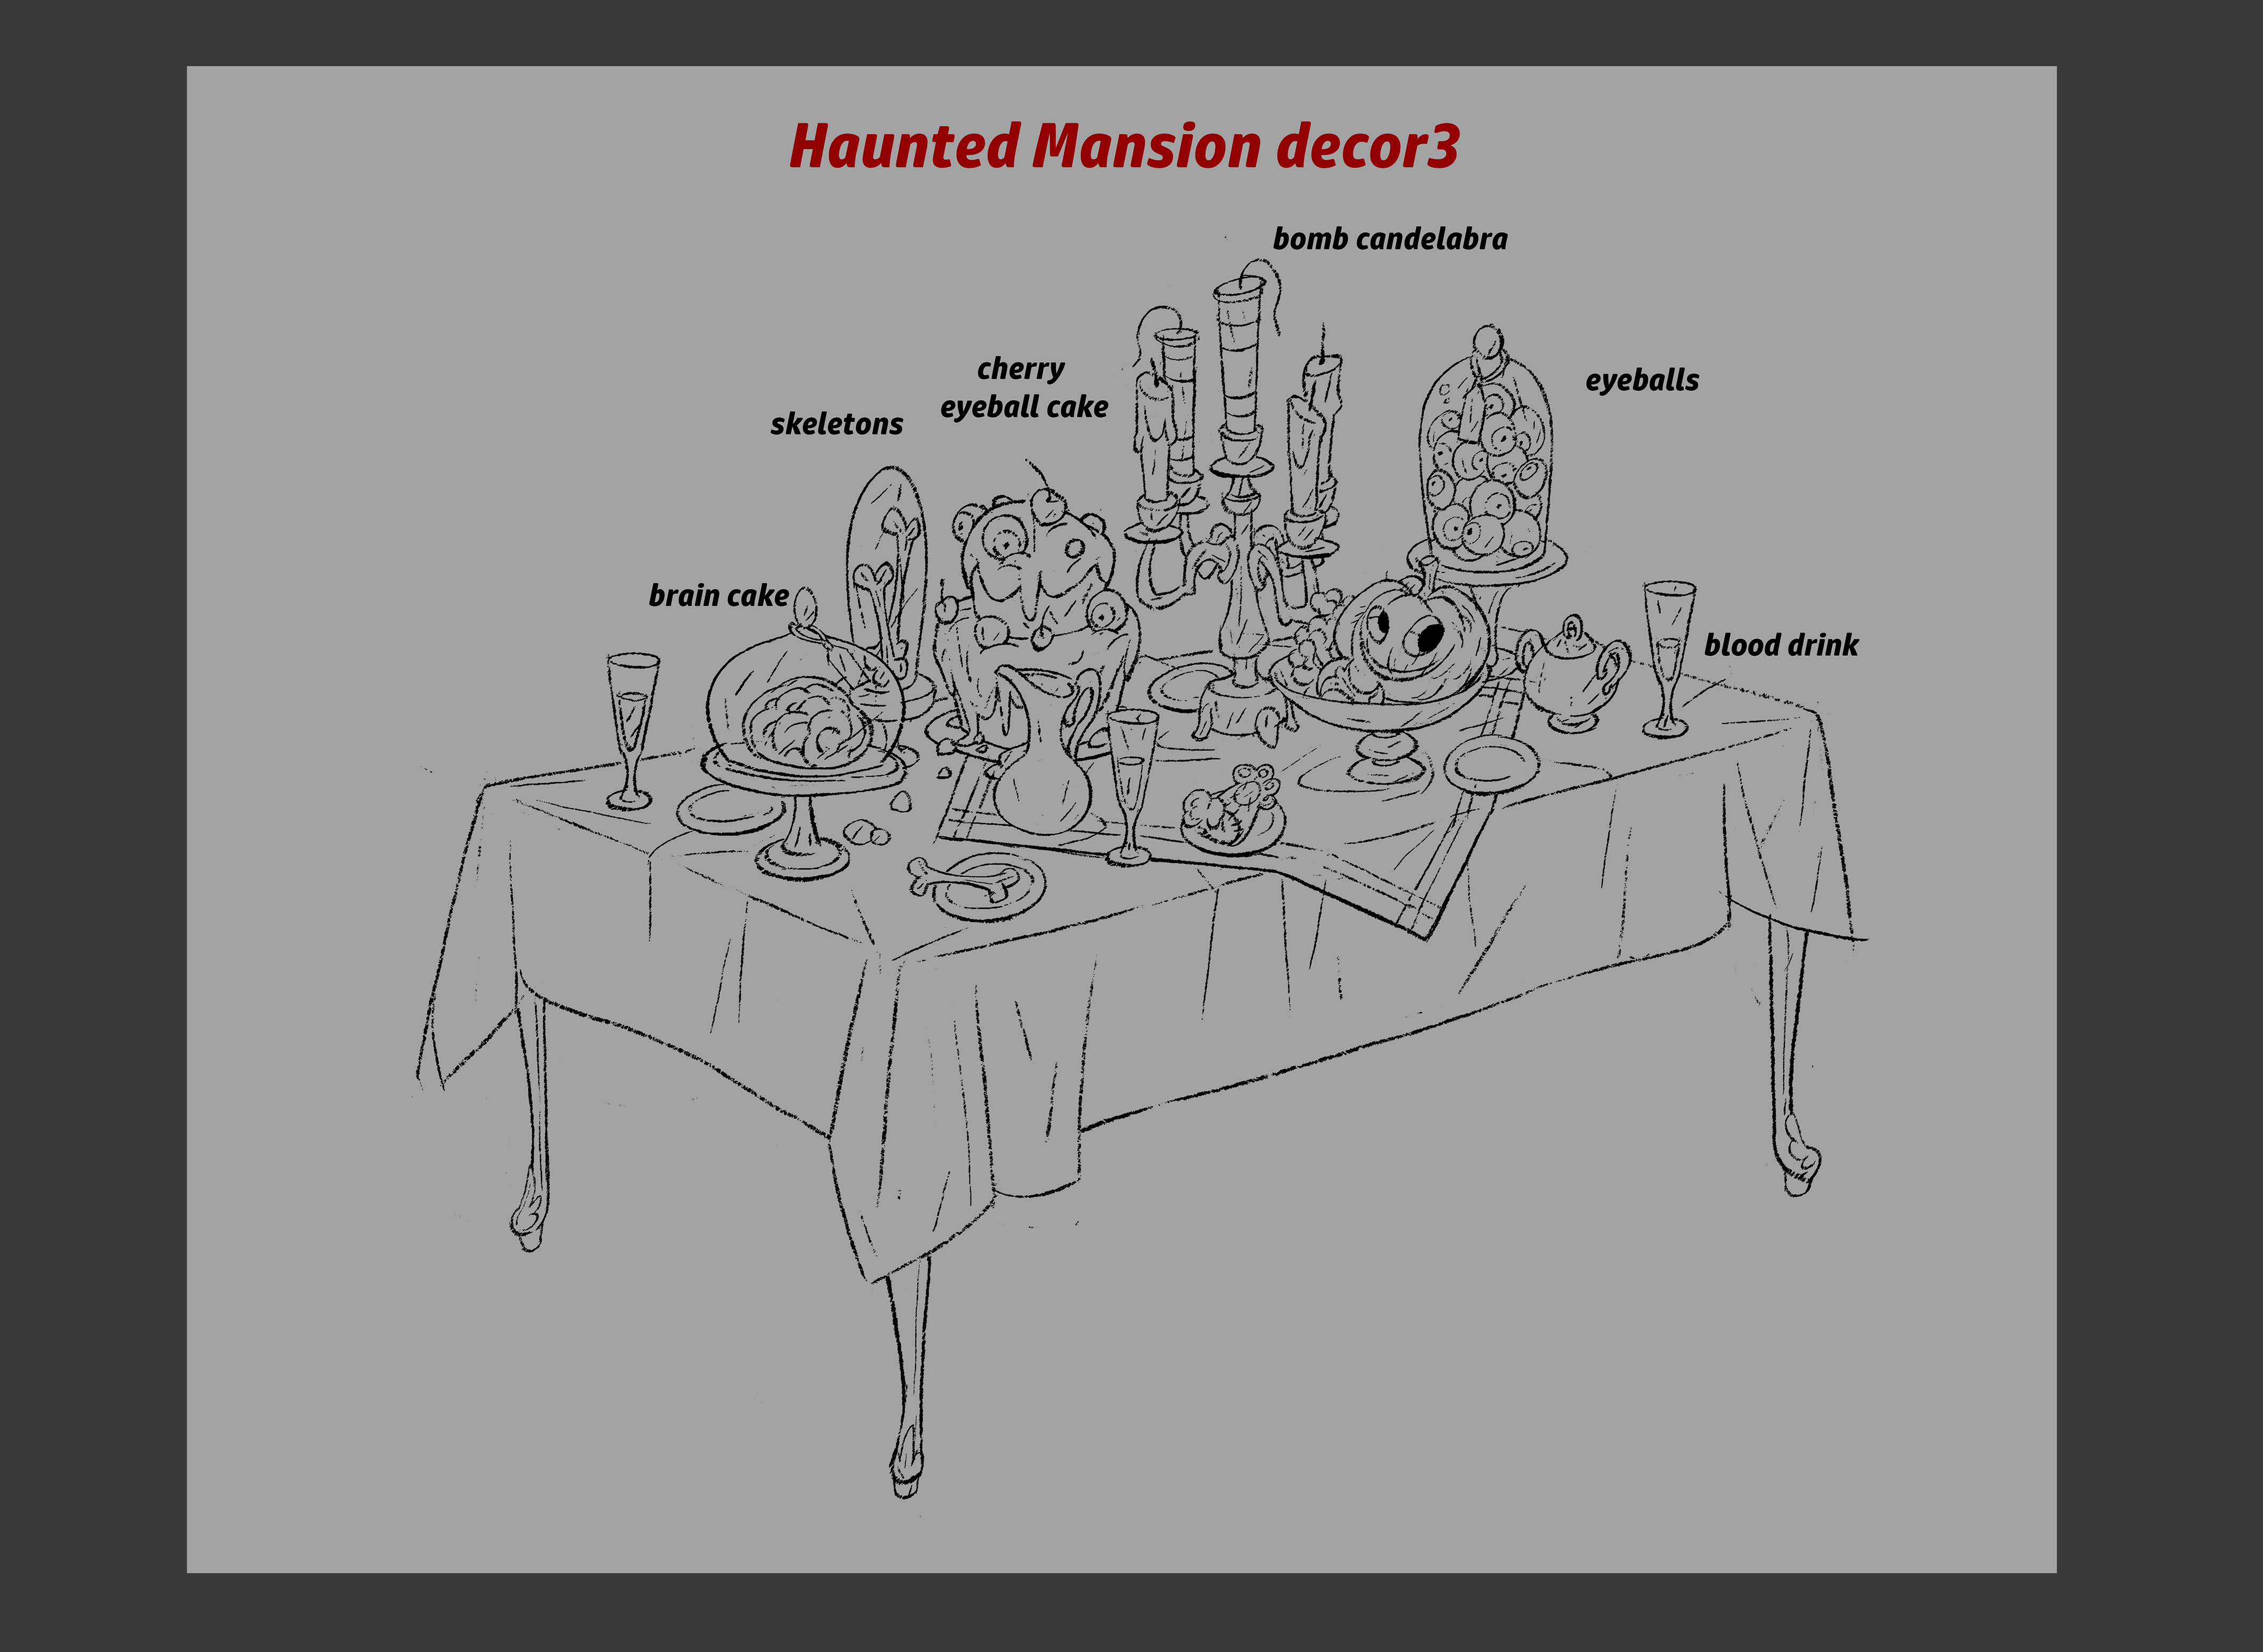 Haunted Mansion decor3
bomb candelabra
cherry
eyeball cake
eyeballs
skeletons
brain cake
blood drink